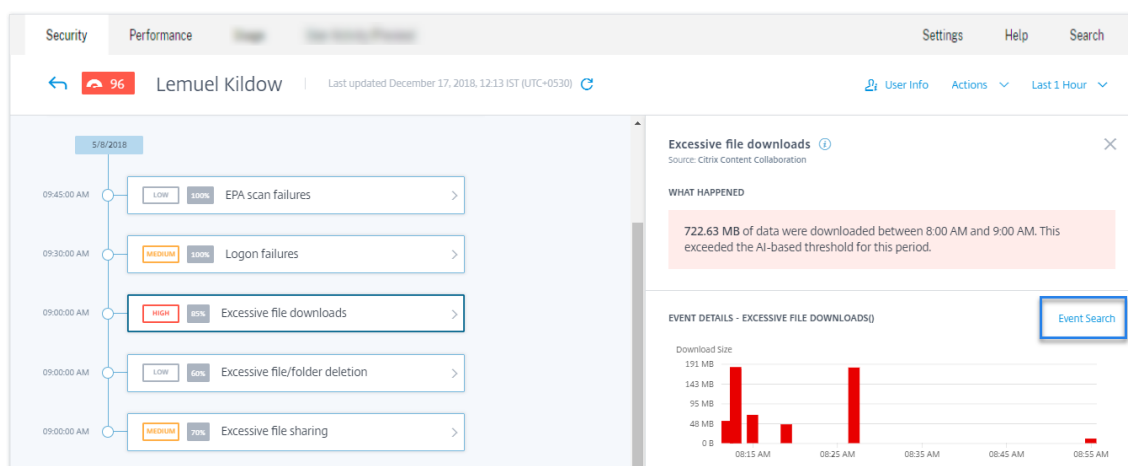 Security Performance Settings Help Search
96 Lemuel Kildow Last updated December 17, 2018, 12:13 IST (UTC+0530) User Info Actions Last 1 Hour
5/8/2018
09:45:00 AM LOW 100% EPA scan failures
09:30:00 AM MEDIUM 100% Logon failures
09:00:00 AM HIGH 85% Excessive file downloads
09:00:00 AM LOW 60% Excessive file/folder deletion
09:00:00 AM MEDIUM 70% Excessive file sharing
Excessive file downloads
Source: Citrix Content Collaboration
WHAT HAPPENED
722.63 MB of data were downloaded between 8:00 AM and 9:00 AM. This
exceeded the AI-based threshold for this period.
EVENT DETAILS - EXCESSIVE FILE DOWNLOADS() Event Search
Download Size
191 MB
143 MB
95 MB
48 MB
0 B
08:15 AM 08:25 AM 08:35 AM 08:45 AM 08:55 AM